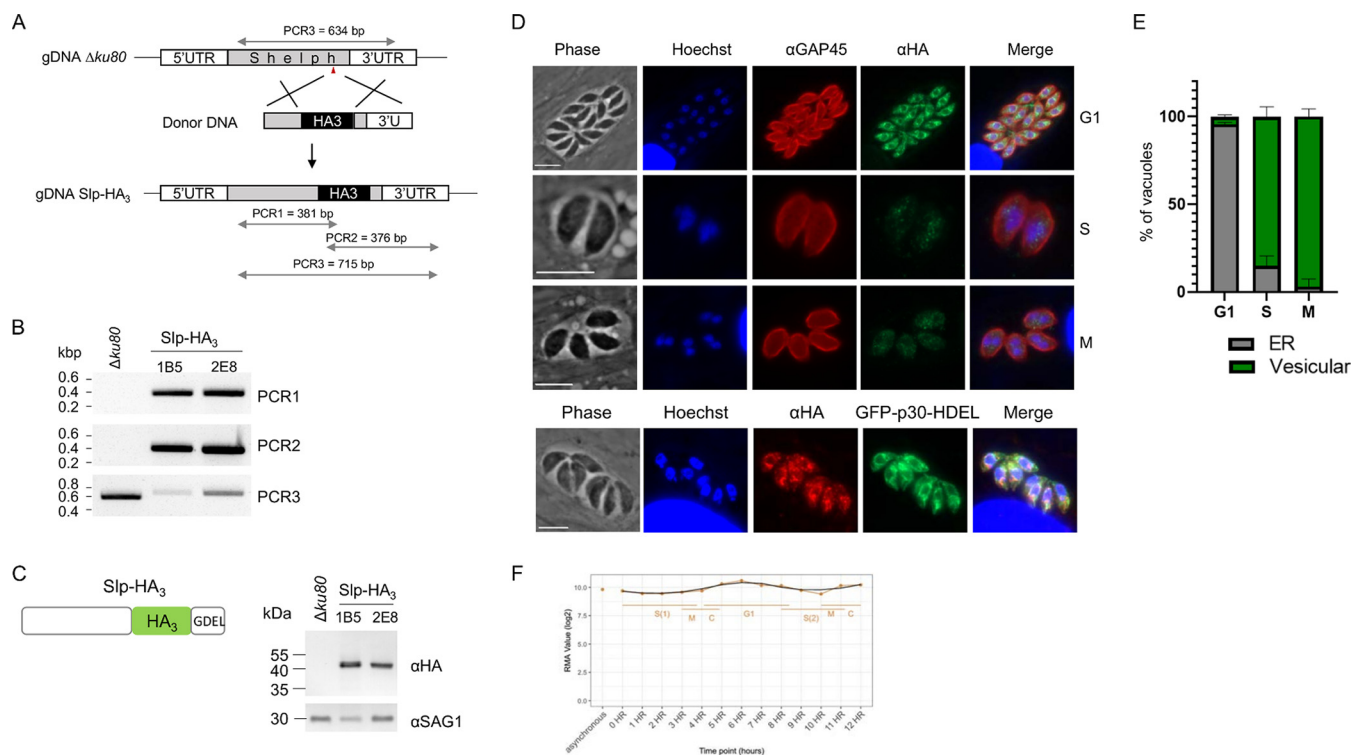 A
PCR3 = 634 bp
gDNA Δku80
5'UTR
Shelph
3'UTR
Donor DNA
HA3
3'U
gDNA Slp-HA₃
5'UTR
HA3
3'UTR
PCR1 = 381 bp
PCR2 = 376 bp
PCR3 = 715 bp
B
Slp-HA₃
kbp
Δku80
1B5
2E8
0.6
0.4
0.2
PCR1
0.6
0.4
0.2
PCR2
0.8
0.6
0.4
PCR3
C
Slp-HA₃
HA₃
GDEL
kDa
Δku80
Slp-HA₃
1B5
2E8
55
40
35
αHA
30
αSAG1
D
Phase
Hoechst
αGAP45
αHA
Merge
G1
S
M
Phase
Hoechst
αHA
GFP-p30-HDEL
Merge
E
% of vacuoles
100
50
0
G1
S
M
ER
Vesicular
F
RMA Value (log2)
10.0
7.5
5.0
2.5
0.0
S(1)
M
C
G1
S(2)
M
C
asynchronous
0 HR
1 HR
2 HR
3 HR
4 HR
5 HR
6 HR
7 HR
8 HR
9 HR
10 HR
11 HR
12 HR
Time point (hours)